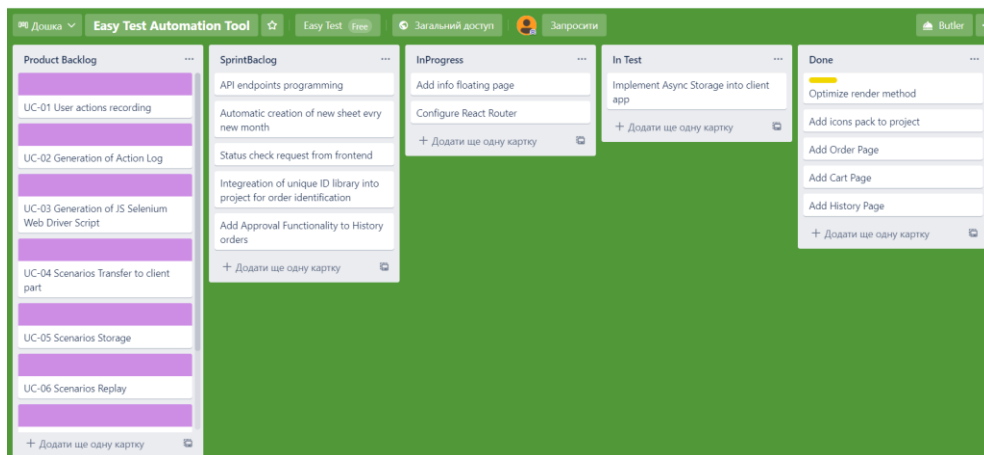 Дошка
Easy Test Automation Tool
Easy Test Free
Загальний доступ
Запросити
Butler
Product Backlog
UC-01 User actions recording
UC-02 Generation of Action Log
UC-03 Generation of JS Selenium
Web Driver Script
UC-04 Scenarios Transfer to client
part
UC-05 Scenarios Storage
UC-06 Scenarios Replay
+ Додати ще одну картку
SprintBaclog
API endpoints programming
Automatic creation of new sheet evry
new month
Status check request from frontend
Integreation of unique ID library into
project for order identification
Add Approval Functionality to History
orders
+ Додати ще одну картку
InProgress
Add info floating page
Configure React Router
+ Додати ще одну картку
In Test
Implement Async Storage into client
app
+ Додати ще одну картку
Done
Optimize render method
Add icons pack to project
Add Order Page
Add Cart Page
Add History Page
+ Додати ще одну картку